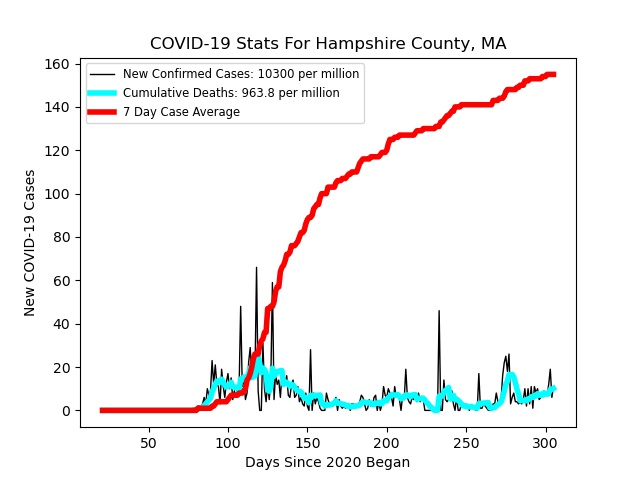 COVID-19 Stats For Hampshire County, MA
New Confirmed Cases: 10300 per million
Cumulative Deaths: 963.8 per million
7 Day Case Average
New COVID-19 Cases
160
140
120
100
80
60
40
20
0
50 100 150 200 250 300
Days Since 2020 Began